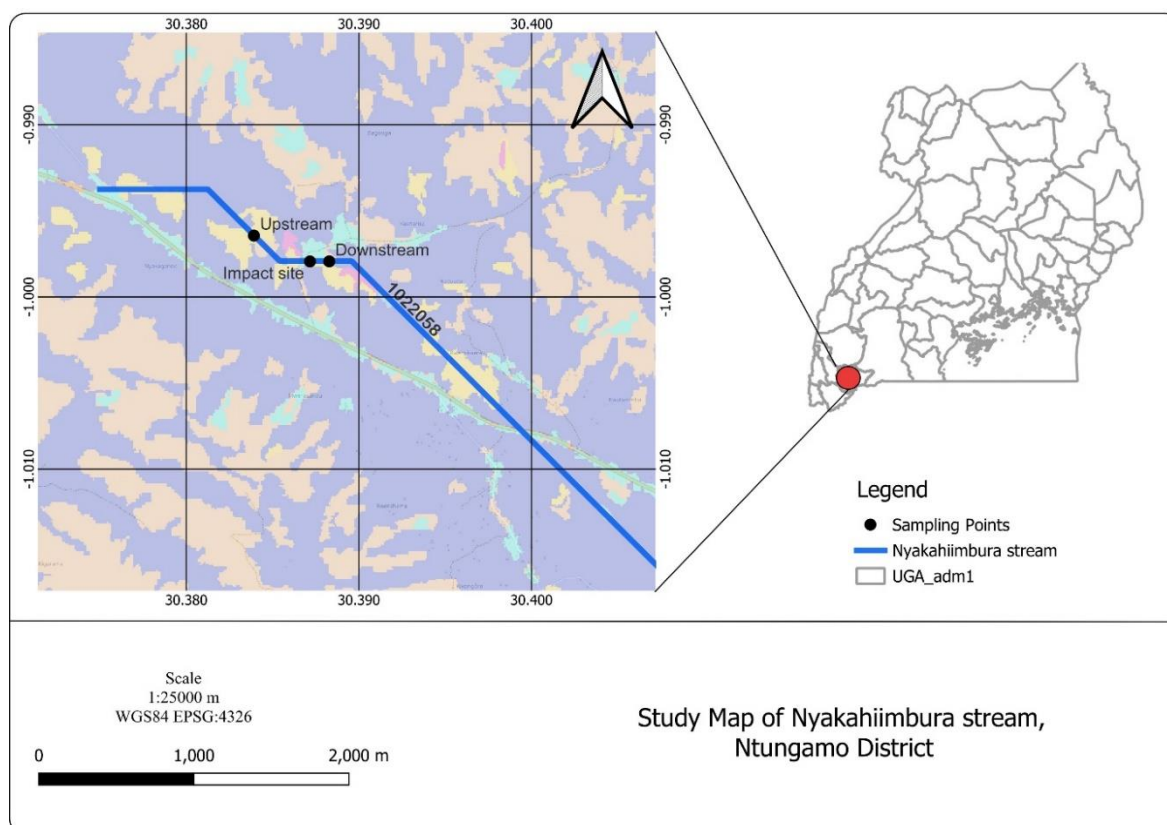 30.380 30.390 30.400
-0.990 -0.990
Upstream
Downstream
Impact site
-1.000 -1.000
1022058
-1.010 -1.010
30.380 30.390 30.400
Legend
Sampling Points
Nyakahiimbura stream
UGA_adm1
Scale
1:25000 m
WGS84 EPSG:4326
0 1,000 2,000 m
Study Map of Nyakahiimbura stream,
Ntungamo District